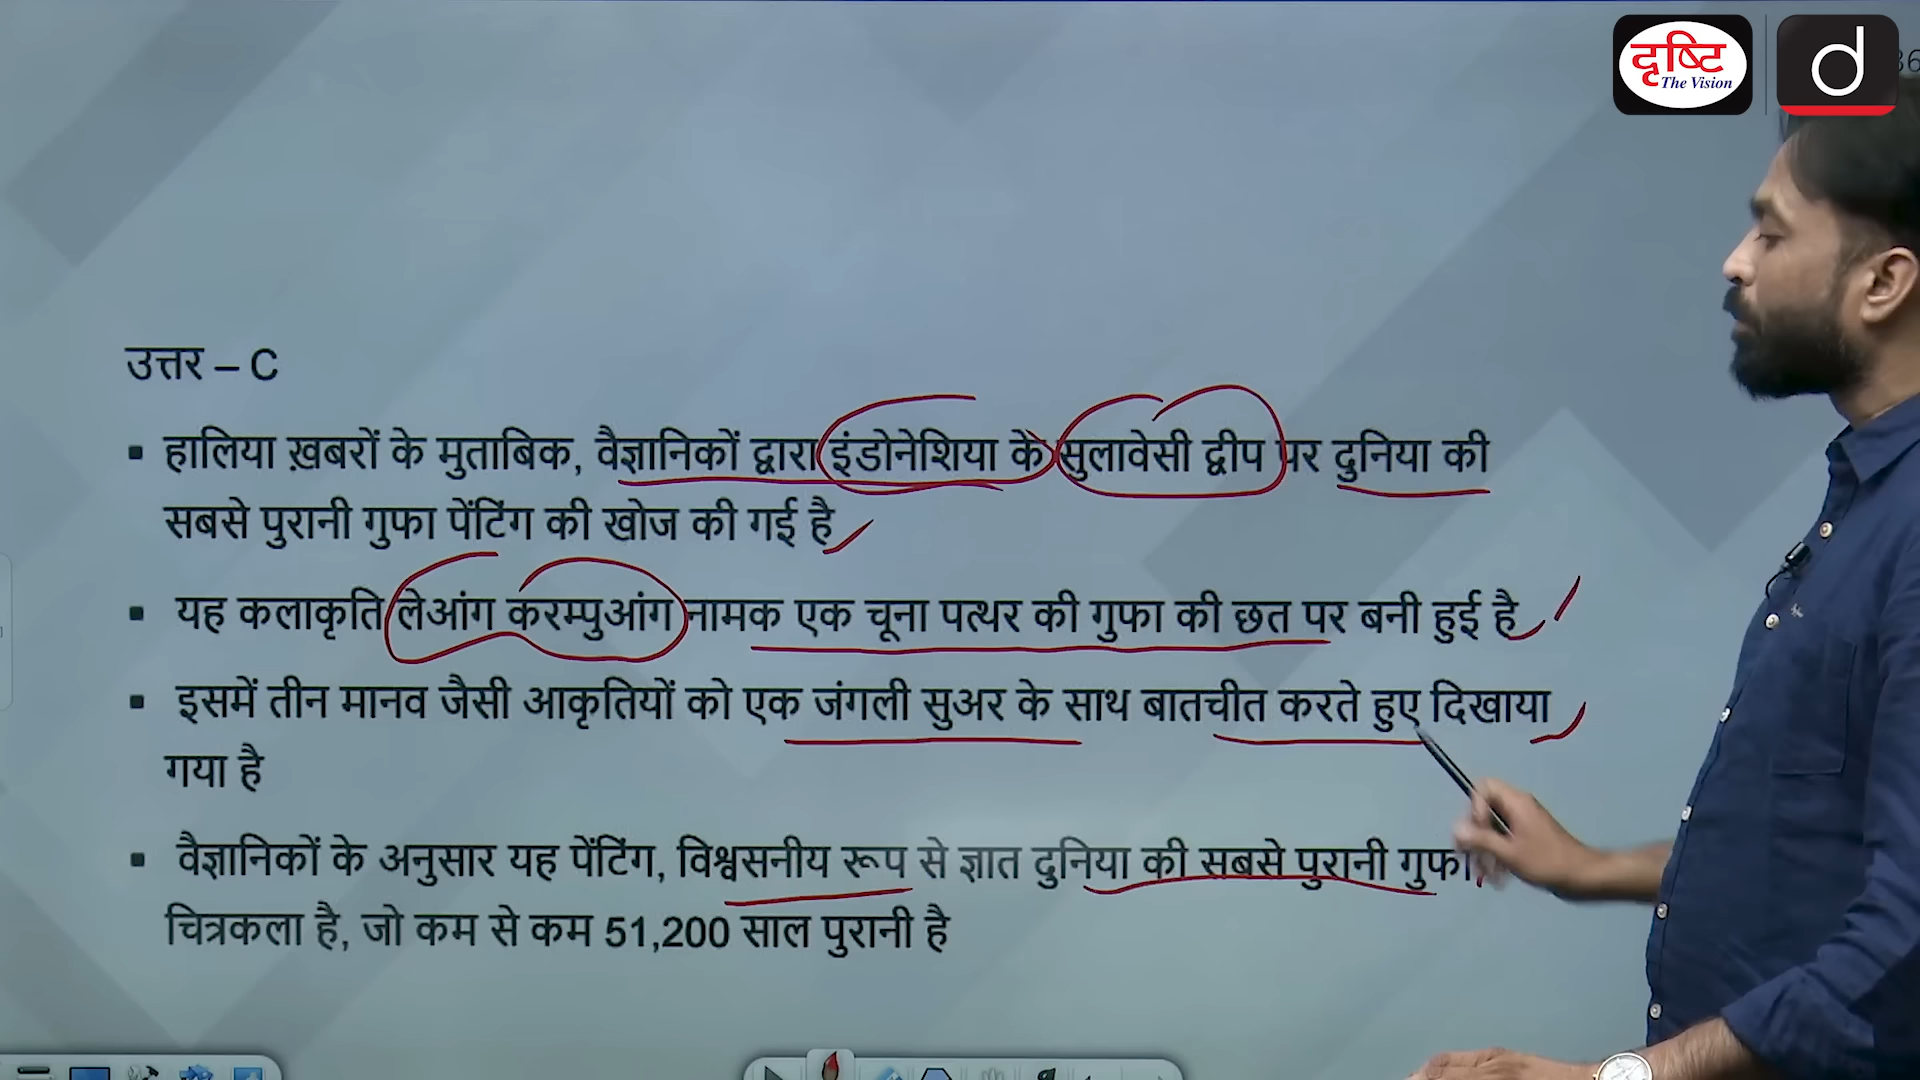 दृष्टि
The Vision
d
उत्तर – C
▪ हालिया ख़बरों के मुताबिक, वैज्ञानिकों द्वारा इंडोनेशिया के सुलावेसी द्वीप पर दुनिया की
सबसे पुरानी गुफा पेंटिंग की खोज की गई है
▪ यह कलाकृति लेआंग करम्पुआंग नामक एक चूना पत्थर की गुफा की छत पर बनी हुई है
▪ इसमें तीन मानव जैसी आकृतियों को एक जंगली सुअर के साथ बातचीत करते हुए दिखाया
गया है
▪ वैज्ञानिकों के अनुसार यह पेंटिंग, विश्वसनीय रूप से ज्ञात दुनिया की सबसे पुरानी गुफा
चित्रकला है, जो कम से कम 51,200 साल पुरानी है